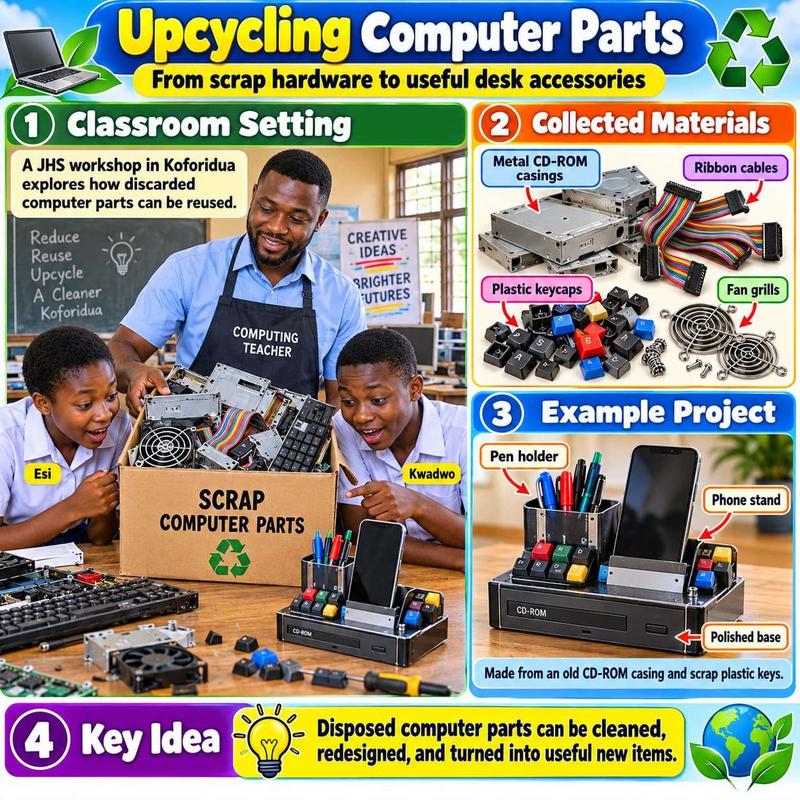 Upcycling Computer Parts
From scrap hardware to useful desk accessories
1 Classroom Setting
A JHS workshop in Koforidua
explores how discarded
computer parts can be reused.
Reduce
Reuse
Upcycle
A Cleaner
Koforidua
CREATIVE
IDEAS
BRIGHTER
FUTURES
COMPUTING
TEACHER
Esi
Kwadwo
SCRAP
COMPUTER PARTS
CD-ROM
2 Collected Materials
Metal CD-ROM
casings
Ribbon cables
Plastic keycaps
Fan grills
3 Example Project
Pen holder
Phone stand
CD-ROM
Polished base
Made from an old CD-ROM casing and scrap plastic keys.
4 Key Idea
Disposed computer parts can be cleaned,
redesigned, and turned into useful new items.